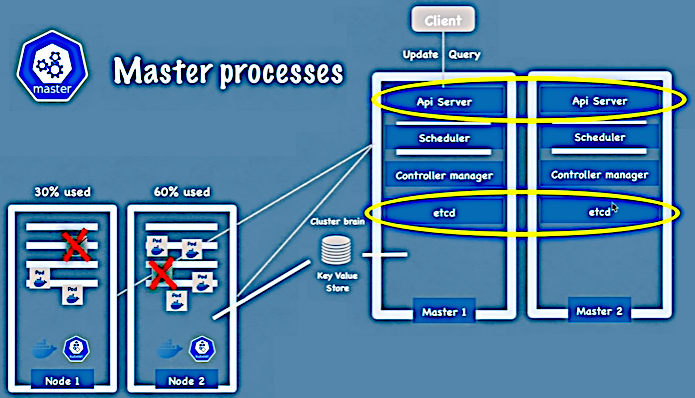 Client
Update Query
master
Master processes
Api Server Api Server
Scheduler Scheduler
Controller manager Controller manager
30% used 60% used
etcd etcd
Cluster brain
Key Value
Store
Pod Pod
Pod Pod
Pod
Pod
Master 1 Master 2
Node 1 Node 2